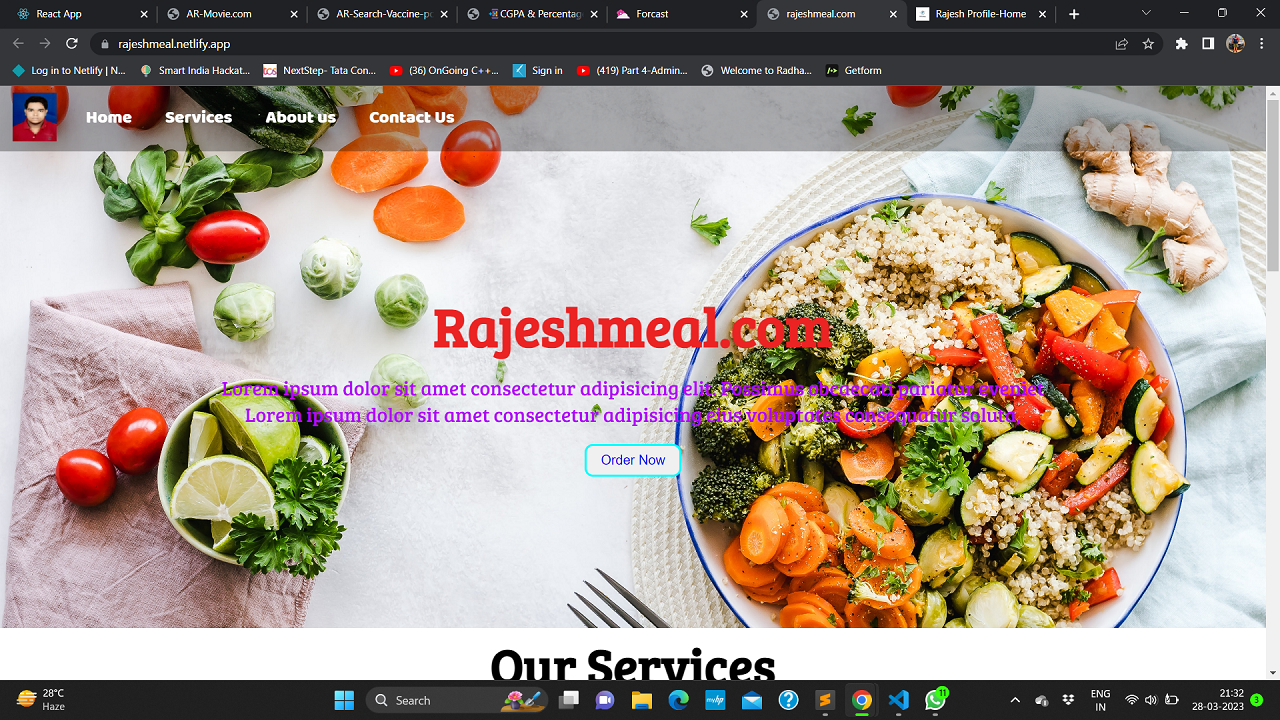 React App
AR-Movie.com
AR-Search-Vaccine-po
CGPA & Percentag
Forcast
rajeshmeal.com
Rajesh Profile-Home
rajeshmeal.netlify.app
Log in to Netlify | N...
Smart India Hackat...
NextStep- Tata Con...
(36) OnGoing C++...
Sign in
(419) Part 4-Admin...
Welcome to Radha...
Getform
Home
Services
About us
Contact Us
Rajeshmeal.com
Lorem ipsum dolor sit amet consectetur adipisicing elit. Possimus obcaecati pariatur eveniet
Lorem ipsum dolor sit amet consectetur adipisicing eius voluptates consequatur soluta,
Order Now
Our Services
28°C
Haze
Search
myhp
11
ENG
IN
21:32
28-03-2023
3